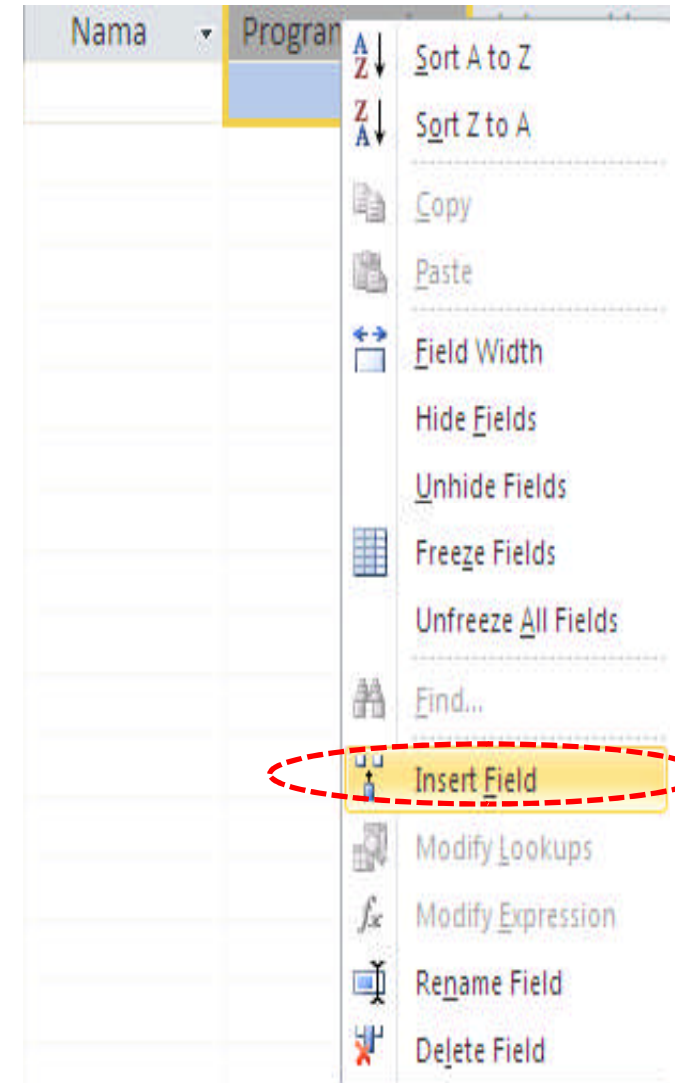 Nama
Sort A to Z
Sort Z to A
Copy
Paste
Field Width
Hide Fields
Unhide Fields
Freeze Fields
Unfreeze All Fields
Find...
Insert Field
Modify Lookups
Modify Expression
Rename Field
Delete Field